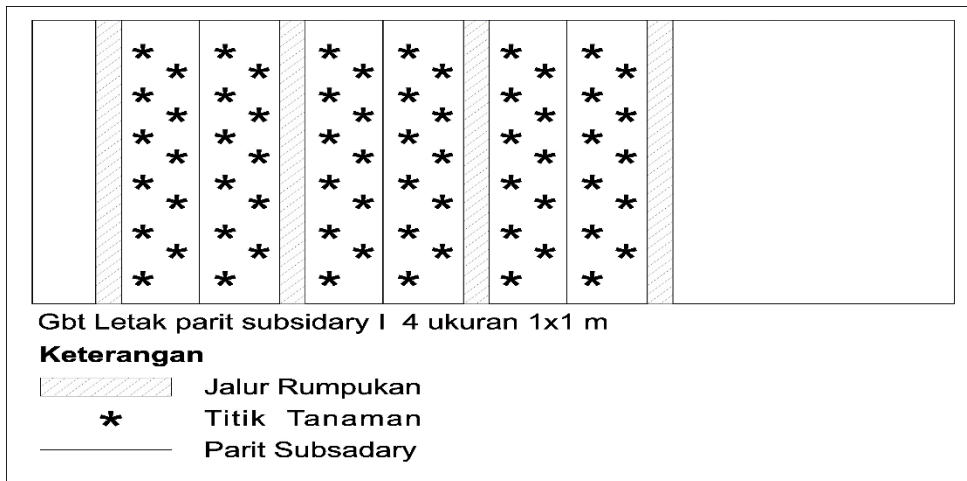 Gbt Letak parit subsidary I 4 ukuran 1x1 m
Keterangan
Jalur Rumpukan
Titik Tanaman
Parit Subsadary